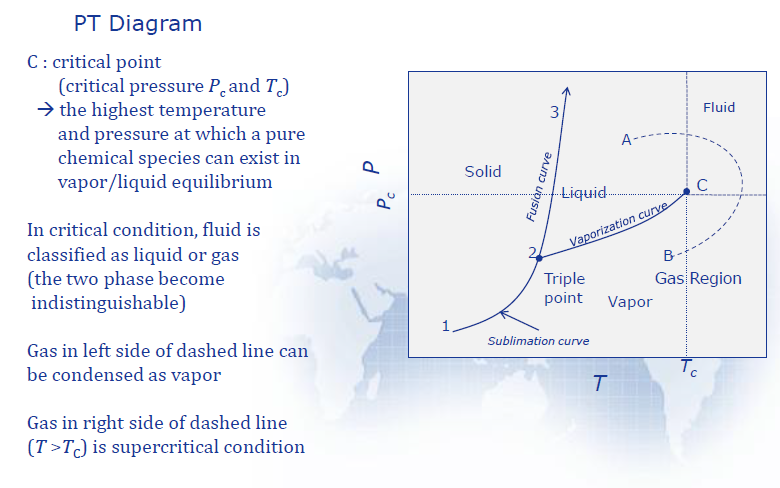 PT Diagram
C : critical point
(critical pressure Pc and Tc)
→ the highest temperature
and pressure at which a pure
chemical species can exist in
vapor/liquid equilibrium
In critical condition, fluid is
classified as liquid or gas
(the two phase become
indistinguishable)
Gas in left side of dashed line can
be condensed as vapor
Gas in right side of dashed line
(T >TC) is supercritical condition
P
Pc
3
Fluid
A
Solid
Fusion curve
Liquid
C
Vaporization curve
2
B
Triple
point
Gas Region
Vapor
1
Sublimation curve
T
Tc